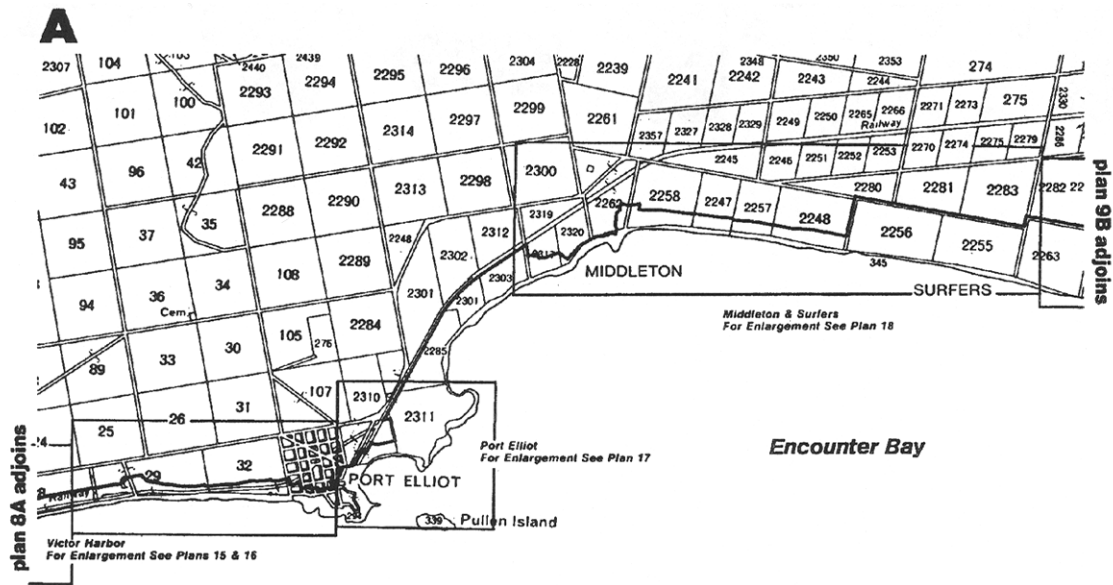 A
2307 104 103 2440 2439 2294 2295 2296 2304 2228 2239 2241 2348 2242 2350 2243 2353 2244 274
2293 100 101 102 2299 2297 2314 2292 2291 2261 2357 2327 2328 2329 2249 2250 2265 2266 2271 2273 275 2330
Railway
42 96 43 2300 2298 2313 2290 2288 2245 2246 2251 2252 2253 2270 2274 2275 2279 2286
35 37 95 2248 2312 2319 2262 2258 2247 2257 2248 2280 2281 2283 2282 22
2320 2317 2256 2255 2263
108 2289 2302 2303 345
MIDDLETON
SURFERS
34 36 94 2301 2301
Cem.
Middleton & Surfers
For Enlargement See Plan 18
105 276 2284 2285
30 33 89
107 2310 2311
31 26 25
Port Elliot
For Enlargement See Plan 17
Encounter Bay
32 29
Railway
PORT ELLIOT
339 Pullen Island
Victor Harbor
For Enlargement See Plans 15 & 16
plan 8A adjoins
plan 9B adjoins